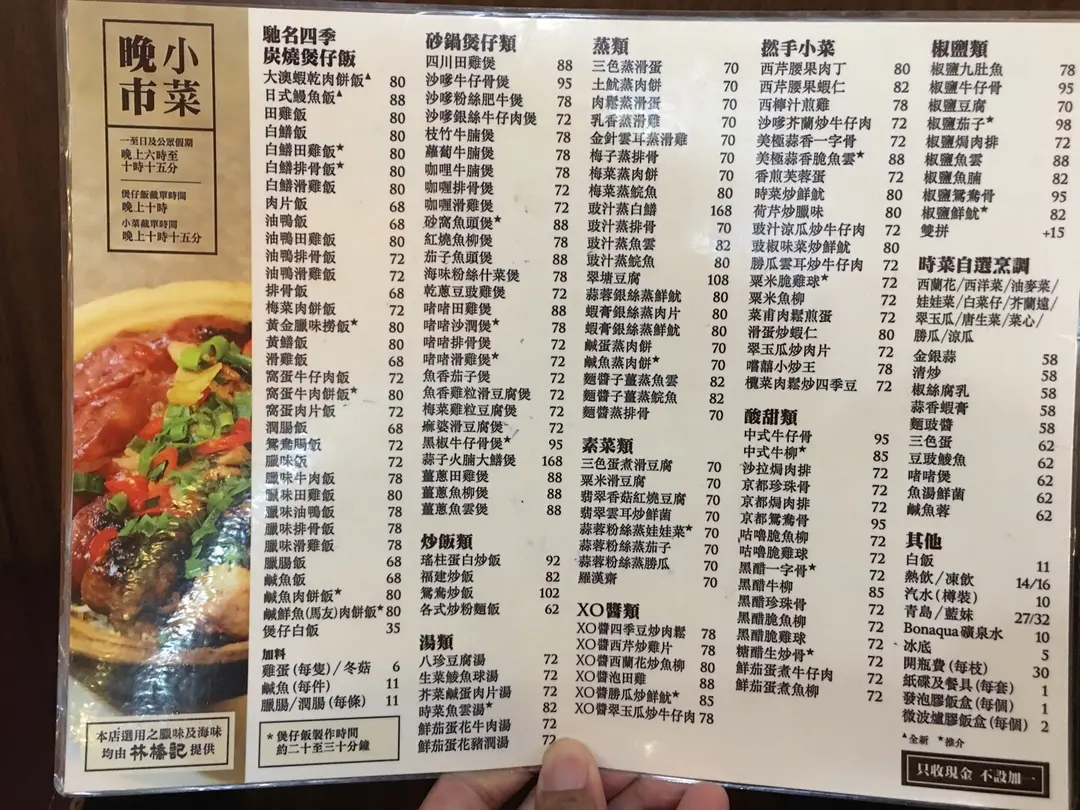 晚市
小菜
一至日及公眾假期
晚上六時至
十時十五分
煲仔飯截單時間
晚上十時
小菜截單時間
晚上十時十五分
本店選用之臘味及海味
均由 林橋記 提供
馳名四季
炭燒煲仔飯
大澳蝦乾肉餅飯▲ 80
日式鰻魚飯▲ 88
田雞飯 80
白鱔飯 80
白鱔田雞飯★ 80
白鱔排骨飯★ 80
白鱔滑雞飯 80
肉片飯 68
油鴨飯 68
油鴨田雞飯 80
油鴨排骨飯 72
油鴨滑雞飯 72
排骨飯 68
梅菜肉餅飯 72
黃金臘味撈飯★ 80
黃鱔飯 80
滑雞飯 68
窩蛋牛仔肉飯 72
窩蛋牛肉餅飯★ 80
窩蛋肉片飯 72
潤腸飯 68
鴛鴦腸飯 72
臘味飯 72
臘味牛肉飯 78
臘味田雞飯 80
臘味油鴨飯 78
臘味排骨飯 78
臘味滑雞飯 78
臘腸飯 68
鹹魚飯 68
鹹魚肉餅飯★ 80
鹹鮮魚(馬友)肉餅飯★ 80
煲仔白飯 35
加料
雞蛋(每隻)/冬菇 6
鹹魚(每件) 11
臘腸/潤腸(每條) 11
*煲仔飯製作時間
約二十至三十分鐘
砂鍋煲仔類
四川田雞煲 88
沙嗲牛仔骨煲 95
沙嗲粉絲肥牛煲 78
沙嗲銀絲牛仔肉煲 72
枝竹牛腩煲 78
蘿蔔牛腩煲 78
咖哩牛腩煲 78
咖喱排骨煲 72
咖喱滑雞煲 72
砂窩魚頭煲★ 88
紅燒魚柳煲 78
茄子魚頭煲 88
海味粉絲什菜煲 78
乾蔥豆豉雞煲 72
啫啫田雞煲 88
啫啫沙潤煲★ 78
啫啫排骨煲 72
啫啫滑雞煲★ 72
魚香茄子煲 72
魚香雞粒滑豆腐煲 72
梅菜雞粒豆腐煲 72
麻婆滑豆腐煲 72
黑椒牛仔骨煲★ 95
蒜子火腩大鱔煲 168
薑蔥田雞煲 88
薑蔥魚柳煲 88
薑蔥魚雲煲 88
炒飯類
瑤柱蛋白炒飯 92
福建炒飯 82
鴛鴦炒飯 102
各式炒粉麵飯 62
湯類
八珍豆腐湯 72
生菜鯪魚球湯 72
芥菜鹹蛋肉片湯 72
時菜魚雲湯★ 82
鮮茄蛋花牛肉湯 72
鮮茄蛋花豬潤湯 72
蒸類
三色蒸滑蛋 70
土魷蒸肉餅 70
肉鬆蒸滑蛋 70
乳香蒸滑雞 70
金針雲耳蒸滑雞 70
梅子蒸排骨 70
梅菜蒸肉餅 70
梅菜蒸鯇魚 80
豉汁蒸白鱔 168
豉汁蒸排骨 70
豉汁蒸魚雲 82
豉汁蒸鯇魚 80
翠塘豆腐 108
蒜蓉銀絲蒸鮮魷 80
蝦膏銀絲蒸肉片 80
蝦膏銀絲蒸鮮魷 80
鹹蛋蒸肉餅 70
鹹魚蒸肉餅★ 70
麵醬子薑蒸魚雲 82
麵醬子薑蒸鯇魚 82
麵醬蒸排骨 70
素菜類
三色蛋煮滑豆腐 70
粟米滑豆腐 70
翡翠香菇紅燒豆腐 70
翡翠雲耳炒鮮菌 70
蒜蓉粉絲蒸娃娃菜★ 70
蒜蓉粉絲蒸茄子 70
蒜蓉粉絲蒸勝瓜 70
羅漢齋 70
XO醬類
XO醬四季豆炒肉鬆 78
XO醬西芹炒雞片 78
XO醬西蘭花炒魚柳 80
XO醬泡田雞 88
XO醬勝瓜炒鮮魷★ 85
XO醬翠玉瓜炒牛仔肉 78
撚手小菜
西芹腰果肉丁 80
西芹腰果蝦仁 82
西檸汁煎雞 78
沙嗲芥蘭炒牛仔肉 72
美極蒜香一字骨 72
美極蒜香脆魚雲★ 88
香煎芙蓉蛋 72
時菜炒鮮魷 80
荷芹炒臘味 80
豉汁涼瓜炒牛仔肉 72
豉椒味菜炒鮮魷 80
勝瓜雲耳炒牛仔肉 72
粟米脆雞球★ 72
粟米魚柳 72
菜甫肉鬆煎蛋 80
滑蛋炒蝦仁 80
翠玉瓜炒肉片 72
嚐囍小炒王 78
欖菜肉鬆炒四季豆 72
酸甜類
中式牛仔骨 95
中式牛柳★ 85
沙拉焗肉排 72
京都珍珠骨 72
京都焗肉排 72
京都鴛鴦骨 95
咕嚕脆魚柳 72
咕嚕脆雞球 72
黑醋一字骨★ 72
黑醋牛柳 85
黑醋珍珠骨 72
黑醋脆魚柳 72
黑醋脆雞球 72
糖醋生炒骨★ 72
鮮茄蛋煮牛仔肉 72
鮮茄蛋煮魚柳 72
椒鹽類
椒鹽九肚魚 78
椒鹽牛仔骨 95
椒鹽豆腐 70
椒鹽茄子★ 98
椒鹽焗肉排 72
椒鹽魚雲 88
椒鹽魚腩 82
椒鹽鴛鴦骨 95
椒鹽鮮魷★ 82
雙拼 +15
時菜自選烹調
西蘭花/西洋菜/油麥菜/
娃娃菜/白菜仔/芥蘭遠/
翠玉瓜/唐生菜/菜心/
勝瓜/涼瓜
金銀蒜 58
清炒 58
椒絲腐乳 58
蒜香蝦膏 58
麵豉醬 58
三色蛋 62
豆豉鯪魚 62
啫啫煲 62
魚湯鮮菌 62
鹹魚蓉 62
其他
白飯 11
熱飲/凍飲 14/16
汽水(樽裝) 10
青島/藍妹 27/32
Bonaqua礦泉水 10
冰底 5
開瓶費(每枝) 30
紙碟及餐具(每套) 1
發泡膠飯盒(每個) 1
微波爐膠飯盒(每個) 2
▲全新 ★推介
只收現金 不設加一